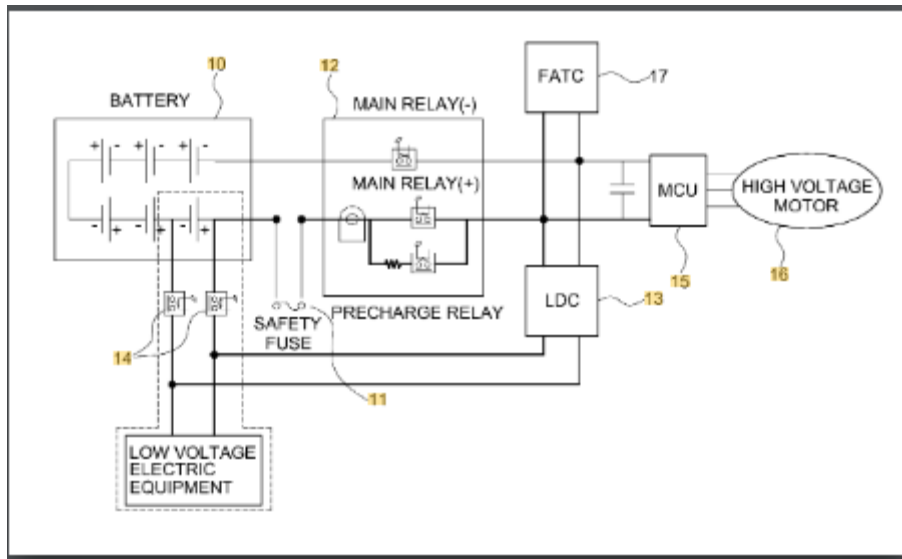 FATC
17
10
12
BATTERY
MAIN RELAY(-)
+ - + - + -
MAIN RELAY(+)
MCU
HIGH VOLTAGE
MOTOR
- + - + - +
15
16
LDC
13
SAFETY
FUSE
PRECHARGE RELAY
14
11
LOW VOLTAGE
ELECTRIC
EQUIPMENT